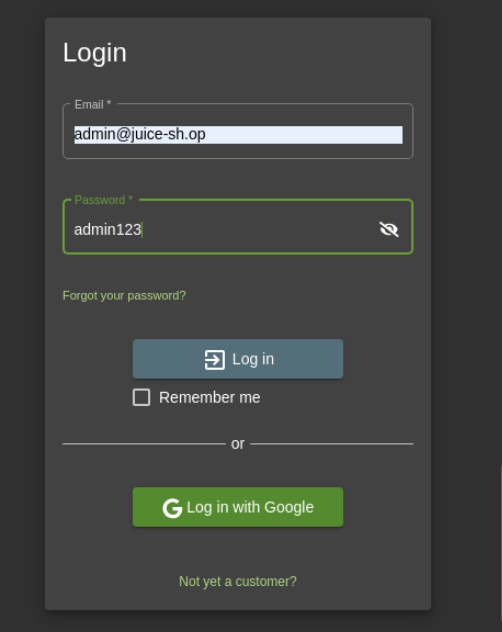 Login
Email *
admin@juice-sh.op
Password *
admin123
Forgot your password?
Log in
Remember me
or
Log in with Google
Not yet a customer?